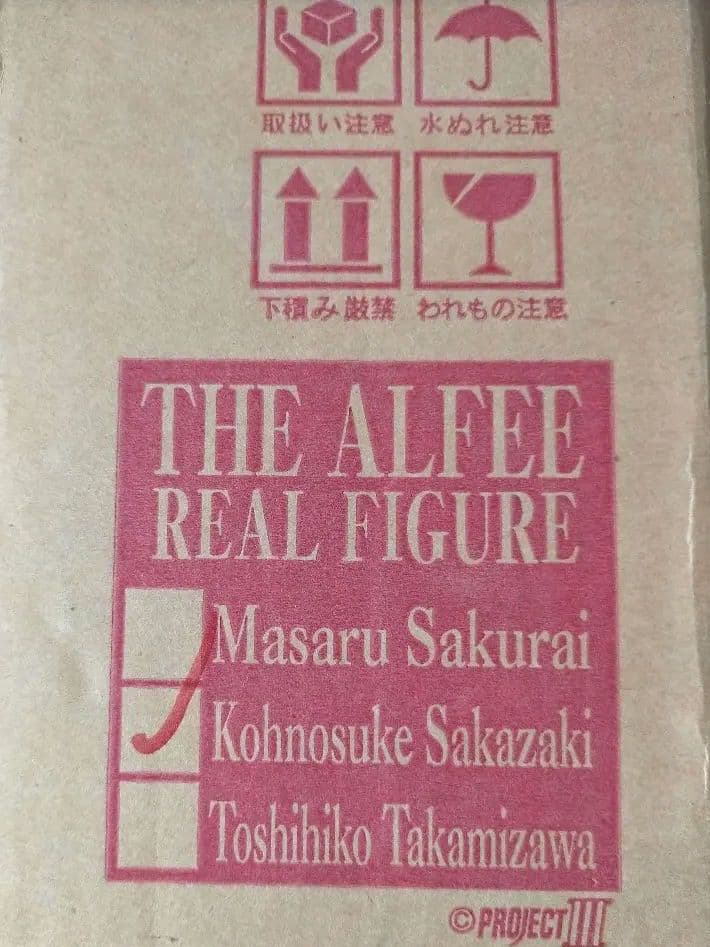 取扱い注意 水ぬれ注意
下積み厳禁 われもの注意
THE ALFEE
REAL FIGURE
Masaru Sakurai
Kohnosuke Sakazaki
Toshihiko Takamizawa
©PROJECT III